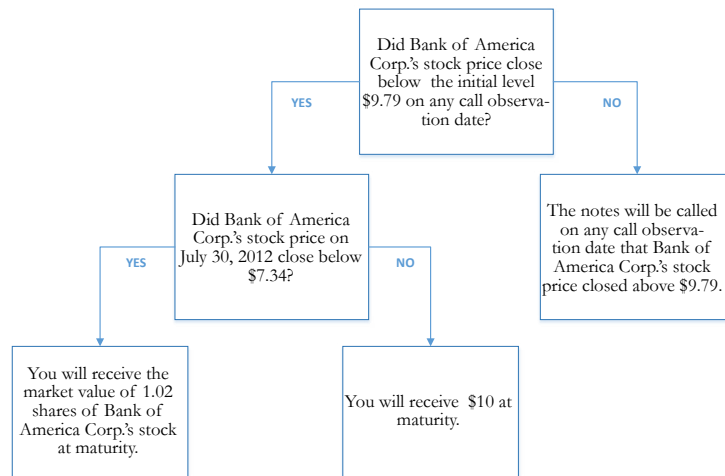 Did Bank of America
Corp.'s stock price close
below the initial level
$9.79 on any call observa-
tion date?
YES
NO
Did Bank of America
Corp.'s stock price on
July 30, 2012 close below
$7.34?
The notes will be called
on any call observa-
tion date that Bank of
America Corp.'s stock
price closed above $9.79.
YES
NO
You will receive the
market value of 1.02
shares of Bank of
America Corp.'s stock
at maturity.
You will receive $10 at
maturity.